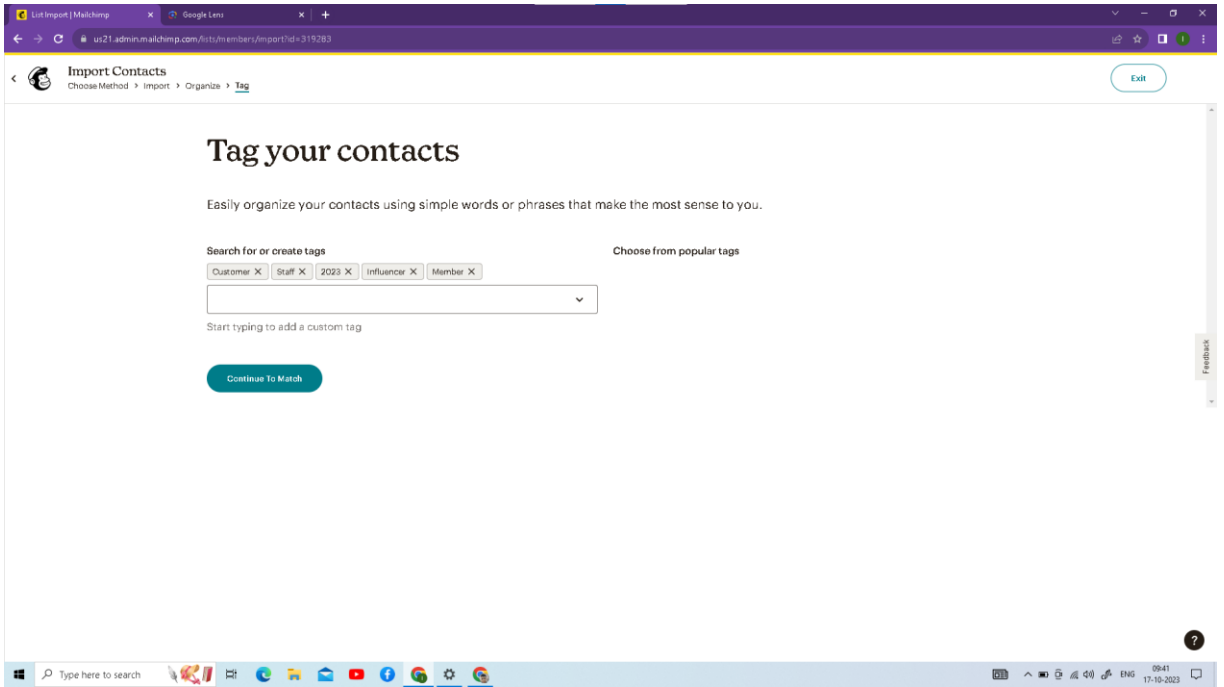 List Import | Mailchimp
Google Lens
us21.admin.mailchimp.com/lists/members/import?id=319283
Import Contacts
Choose Method > Import > Organize > Tag
Exit
Tag your contacts
Easily organize your contacts using simple words or phrases that make the most sense to you.
Search for or create tags
Choose from popular tags
Customer X Staff X 2023 X Influencer X Member X
Start typing to add a custom tag
Continue To Match
Feedback
?
Type here to search
ENG
09:41
17-10-2023